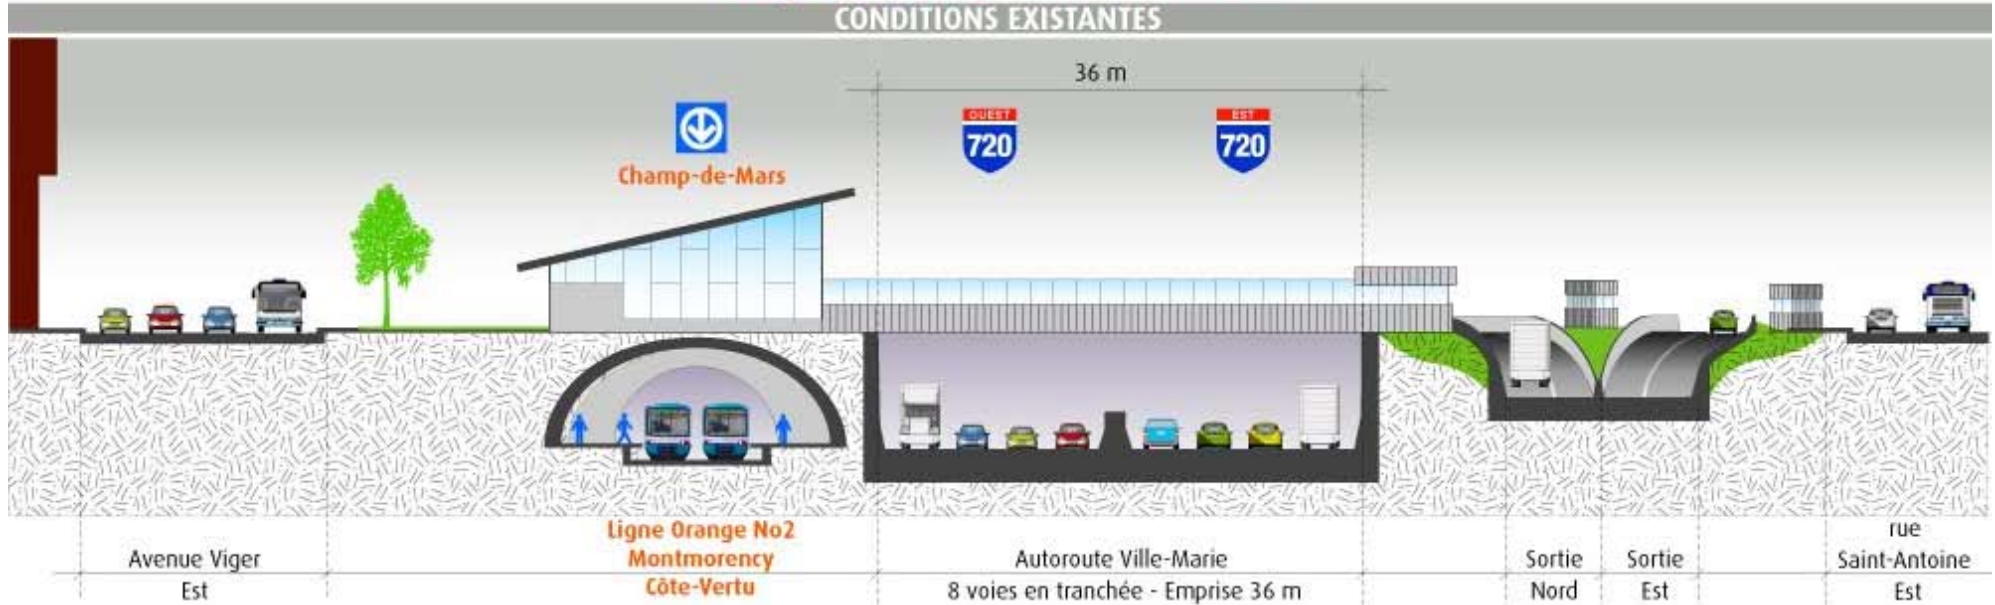 CONDITIONS EXISTANTES
36 m
OUEST
720
EST
720
Champ-de-Mars
Ligne Orange No2
Montmorency
Côte-Vertu
Avenue Viger
Est
Autoroute Ville-Marie
8 voies en tranchée - Emprise 36 m
Sortie
Nord
Sortie
Est
rue
Saint-Antoine
Est